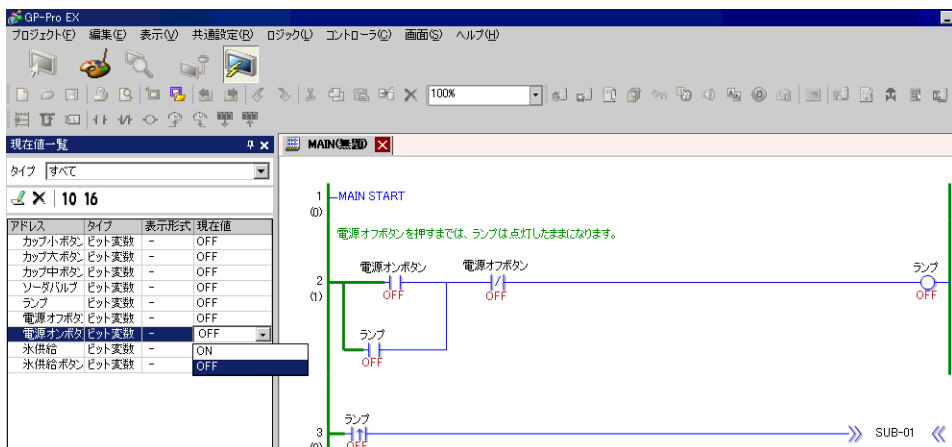 GP-Pro EX
プロジェクト(F) 編集(E) 表示(V) 共通設定(R) ロジック(L) コントローラ(C) 画面(S) ヘルプ(H)
100%
現在値一覧
MAIN(無題)
タイプ すべて
10 16
アドレス タイプ 表示形式 現在値
カップ小ボタン ビット変数 - OFF
カップ大ボタン ビット変数 - OFF
カップ中ボタン ビット変数 - OFF
ソーダバルブ ビット変数 - OFF
ランプ ビット変数 - OFF
電源オフボタ ビット変数 - OFF
電源オンボタ ビット変数 - OFF
氷供給 ビット変数 -
氷供給ボタン ビット変数 -
ON
OFF
1 MAIN START
(0)
電源オフボタンを押すまでは、ランプは点灯したままになります。
電源オンボタン 電源オフボタン ランプ
2
(1) OFF OFF OFF
ランプ
OFF
ランプ
3 SUB-01
OFF